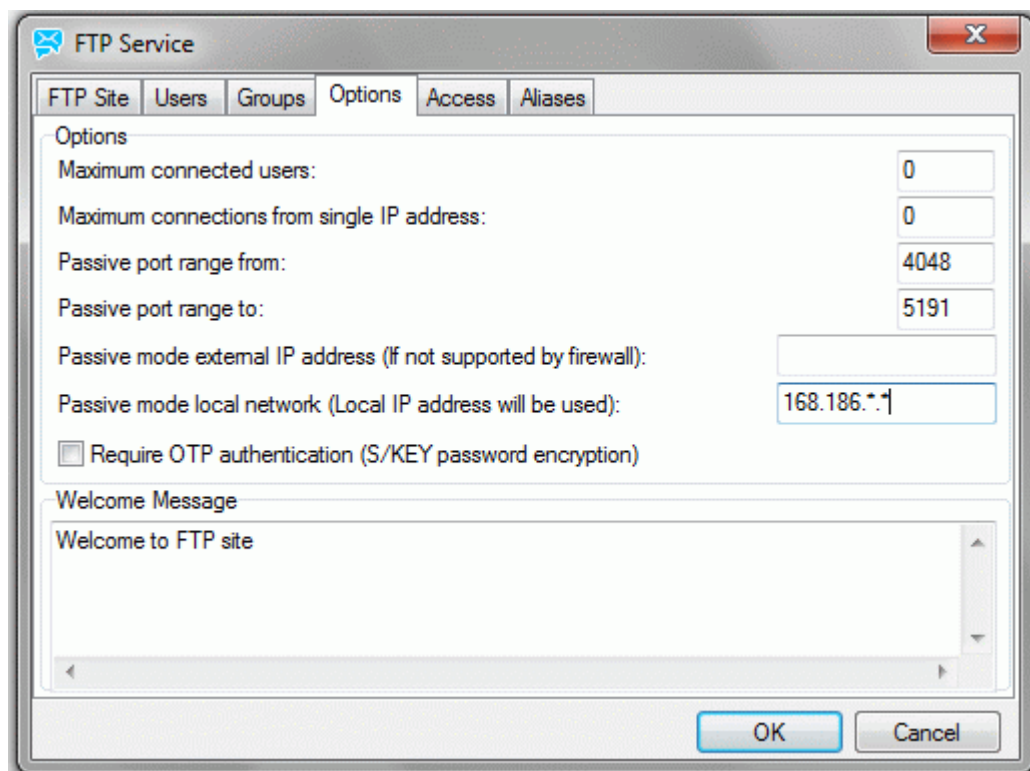 FTP Service
FTP Site Users Groups Options Access Aliases
Options
Maximum connected users: 0
Maximum connections from single IP address: 0
Passive port range from: 4048
Passive port range to: 5191
Passive mode external IP address (If not supported by firewall):
Passive mode local network (Local IP address will be used): 168.186.*.*
Require OTP authentication (S/KEY password encryption)
Welcome Message
Welcome to FTP site
OK Cancel